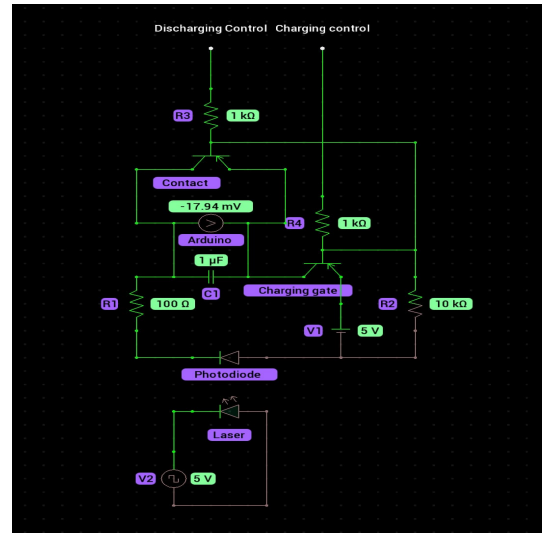 Discharging Control Charging control
R3 1 kΩ
Contact
-17.94 mV
R4 1 kΩ
Arduino
1 µF
C1
Charging gate
R1 100 Ω
R2 10 kΩ
V1 5 V
Photodiode
Laser
V2 5 V